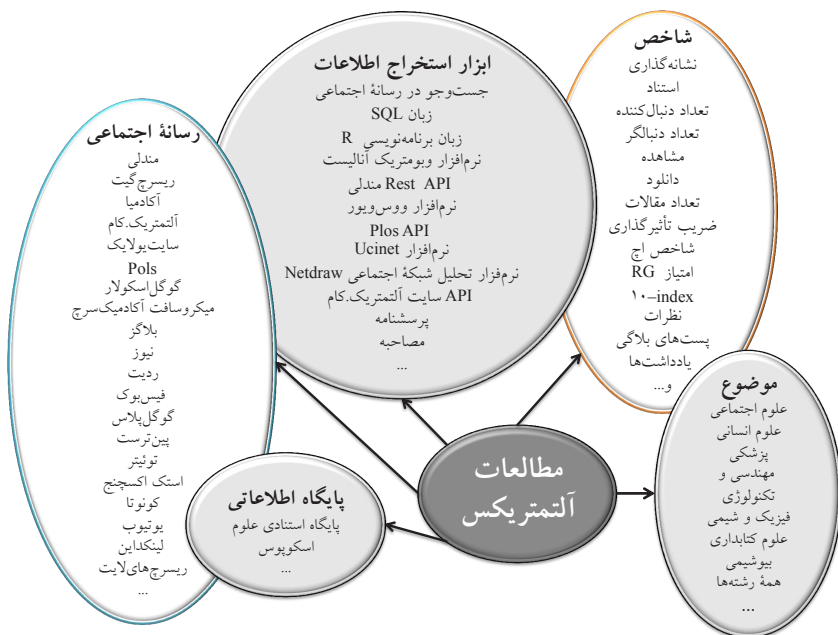 شاخص
نشانه‌گذاری
استناد
تعداد دنبال‌کننده
تعداد دنبالگر
مشاهده
دانلود
تعداد مقالات
ضریب تأثیرگذاری
شاخص اچ
امتیاز RG
۱۰–index
نظرات
پست‌های بلاگی
یادداشت‌ها
و...
ابزار استخراج اطلاعات
جست‌وجو در رسانهٔ اجتماعی
زبان SQL
زبان برنامه‌نویسی R
نرم‌افزار وبومتریک آنالیست
Rest API مندلی
نرم‌افزار ووس‌ویور
Plos API
نرم‌افزار Ucinet
نرم‌افزار تحلیل شبکهٔ اجتماعی Netdraw
API سایت آلتمتریک.کام
پرسشنامه
مصاحبه
...
رسانهٔ اجتماعی
مندلی
ریسرچ‌گیت
آکادمیا
آلتمتریک.کام
سایت‌یولایک
Pols
گوگل‌اسکولار
میکروسافت آکادمیک‌سرچ
بلاگز
نیوز
ردیت
فیس‌بوک
گوگل‌پلاس
پین‌ترست
توئیتر
استک اکسچنج
کونوتا
یوتیوب
لینکداین
ریسرچ‌های‌لایت
...
موضوع
علوم اجتماعی
علوم انسانی
پزشکی
مهندسی و
تکنولوژی
فیزیک و شیمی
علوم کتابداری
بیوشیمی
همهٔ رشته‌ها
...
مطالعات
آلتمتریکس
پایگاه اطلاعاتی
پایگاه استنادی علوم
اسکوپوس
...